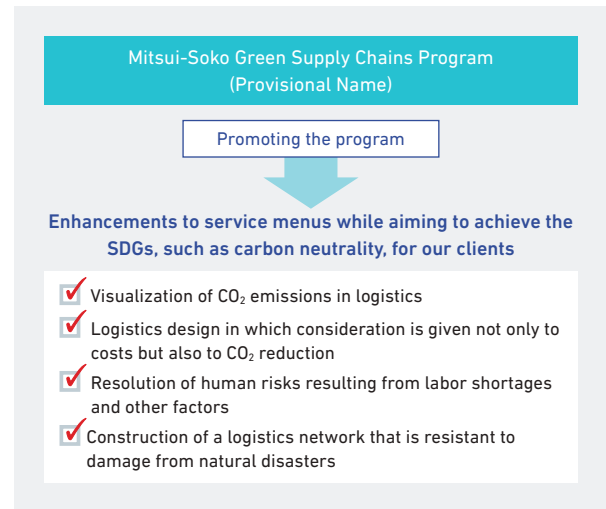 Mitsui-Soko Green Supply Chains Program
(Provisional Name)
Promoting the program
Enhancements to service menus while aiming to achieve the
SDGs, such as carbon neutrality, for our clients
Visualization of CO₂ emissions in logistics
Logistics design in which consideration is given not only to
costs but also to CO₂ reduction
Resolution of human risks resulting from labor shortages
and other factors
Construction of a logistics network that is resistant to
damage from natural disasters